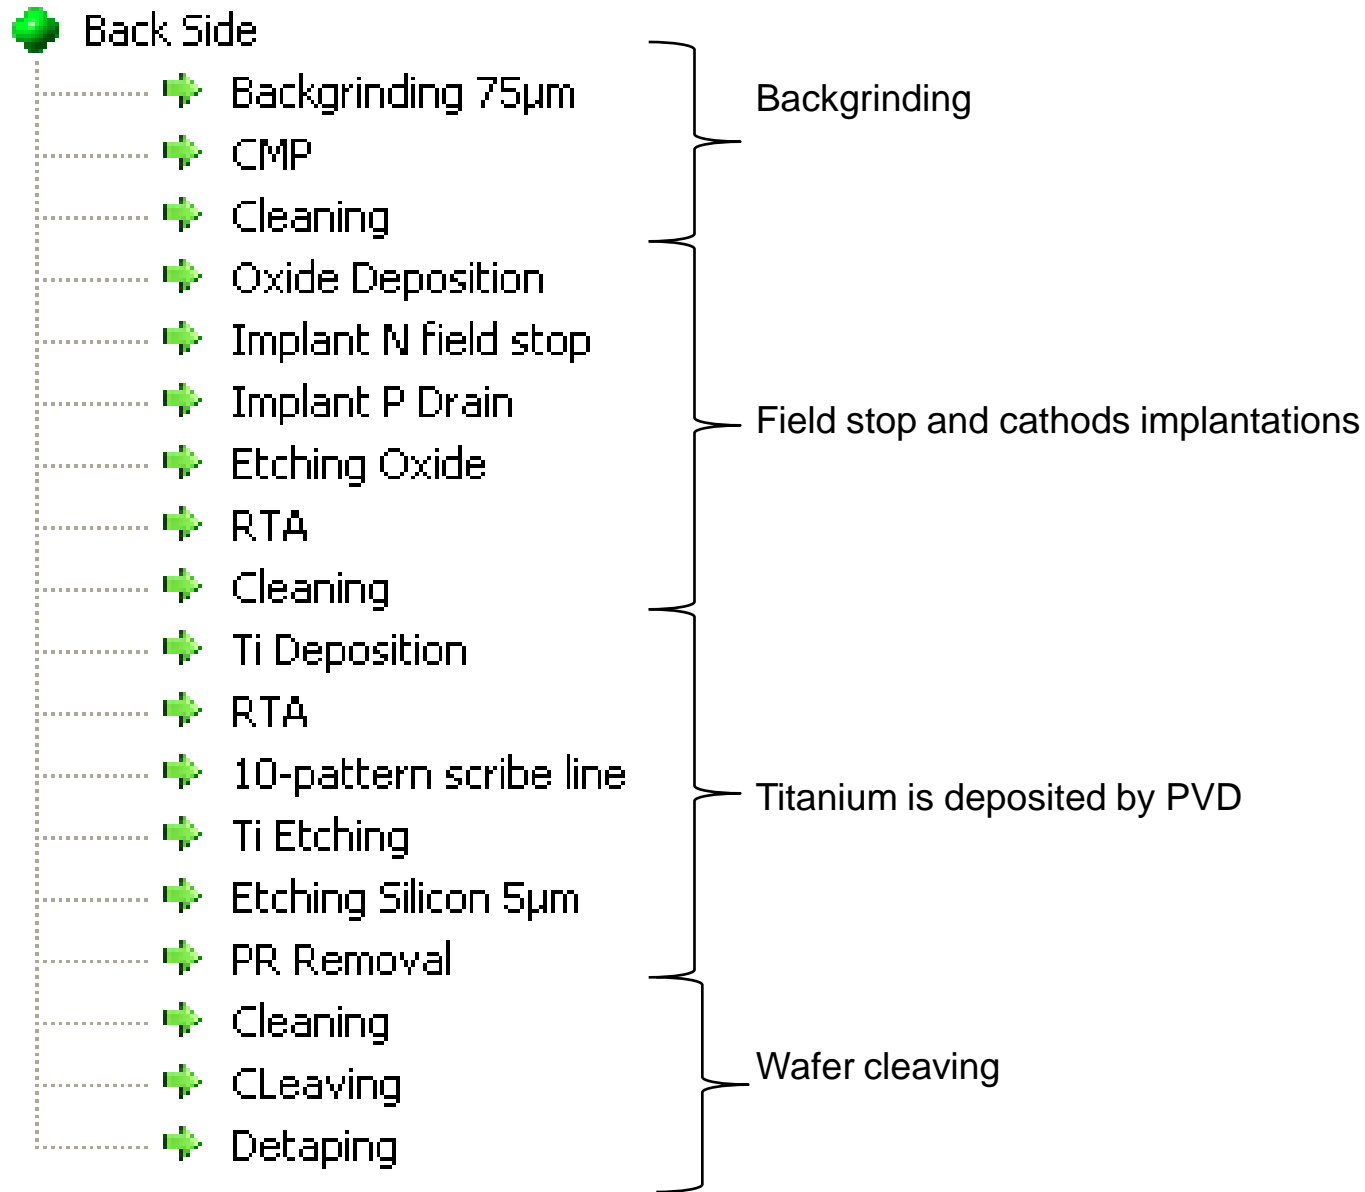 Back Side
Backgrinding 75µm
Backgrinding
CMP
Cleaning
Oxide Deposition
Implant N field stop
Implant P Drain
Field stop and cathods implantations
Etching Oxide
RTA
Cleaning
Ti Deposition
RTA
10-pattern scribe line
Titanium is deposited by PVD
Ti Etching
Etching Silicon 5µm
PR Removal
Cleaning
Wafer cleaving
CLeaving
Detaping